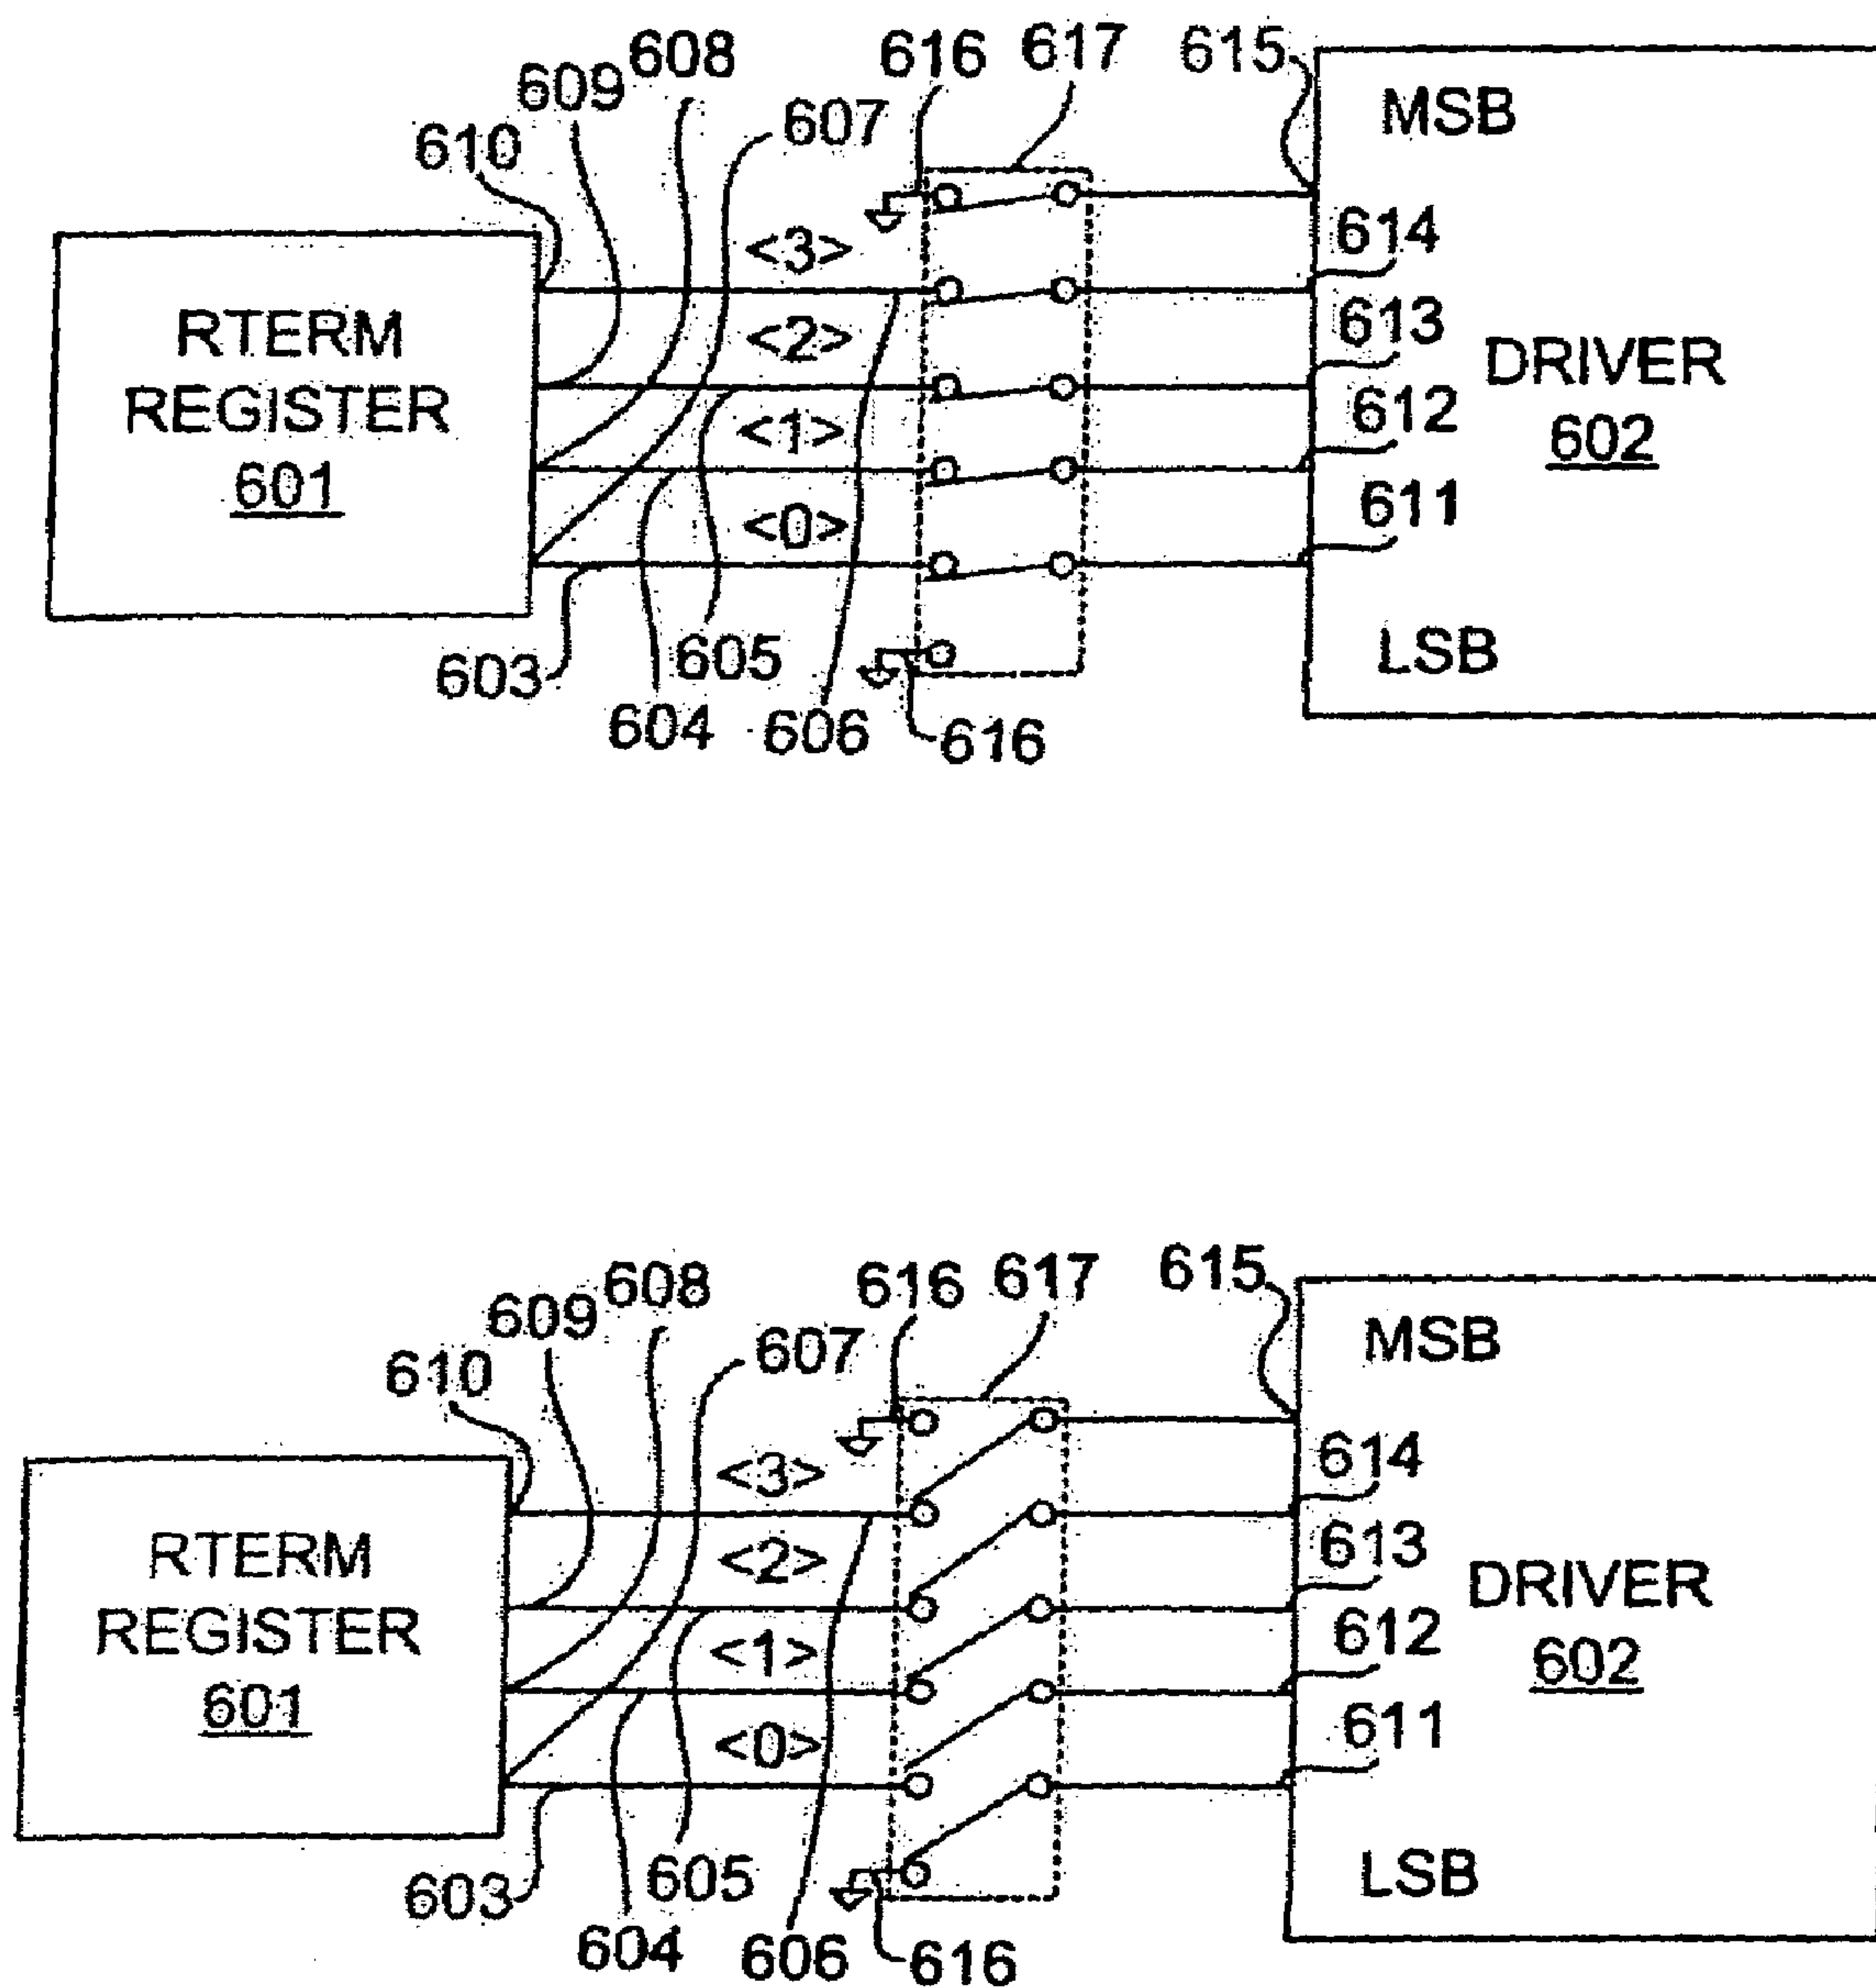 608 616 617 615
609 607 MSB
610
<3> 614
RTERM <2> 613
REGISTER <1> 612 DRIVER
601 <0> 611 602
603 605 LSB
604 606 616
608 616 617 615
609 607 MSB
610
<3> 614
RTERM <2> 613
REGISTER <1> 612 DRIVER
601 <0> 611 602
603 605 LSB
604 606 616